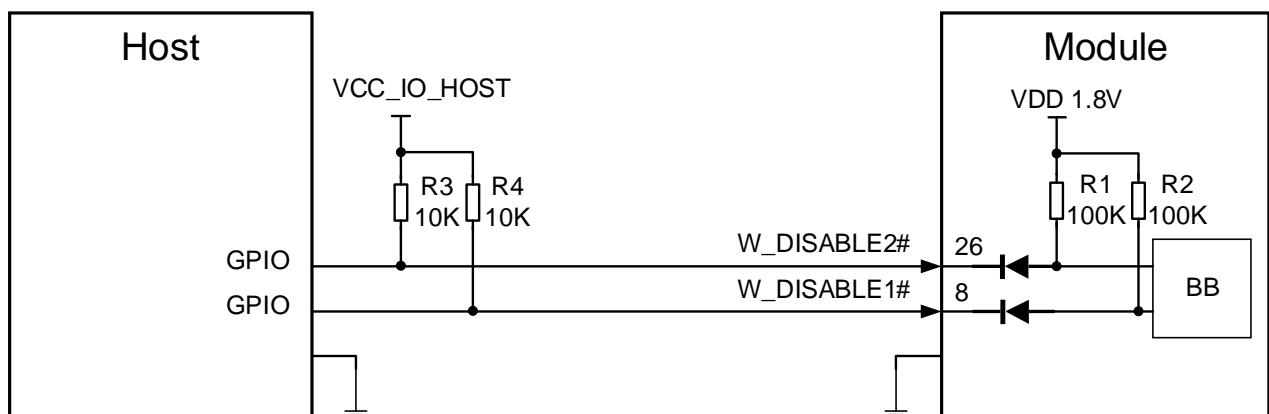 Host
Module
VCC_IO_HOST
VDD 1.8V
R3
10K
R4
10K
R1
100K
R2
100K
GPIO
W_DISABLE2#
26
GPIO
W_DISABLE1#
8
BB